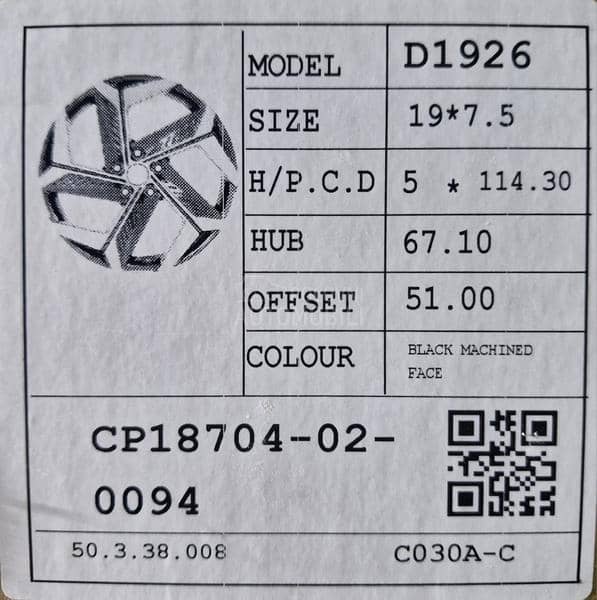 MODEL D1926
SIZE 19*7.5
H/P.C.D 5 * 114.30
HUB 67.10
OFFSET 51.00
COLOUR BLACK MACHINED
FACE
CP18704-02-
0094
50.3.38.008 C030A-C